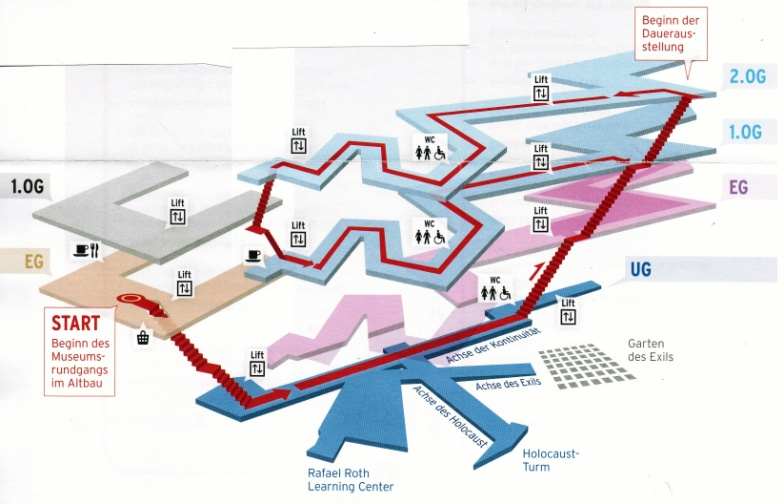 Beginn der
Daueraus-
stellung
2.OG
Lift
1.OG
WC
Lift
Lift
1.OG
EG
Lift
Lift
WC
Lift
EG
UG
Lift
WC
Lift
START
Beginn des
Museums-
rundgangs
im Altbau
Lift
Achse der Kontinuität
Garten
des Exils
Achse des Exils
Achse des Holocaust
Holocaust-
Turm
Rafael Roth
Learning Center